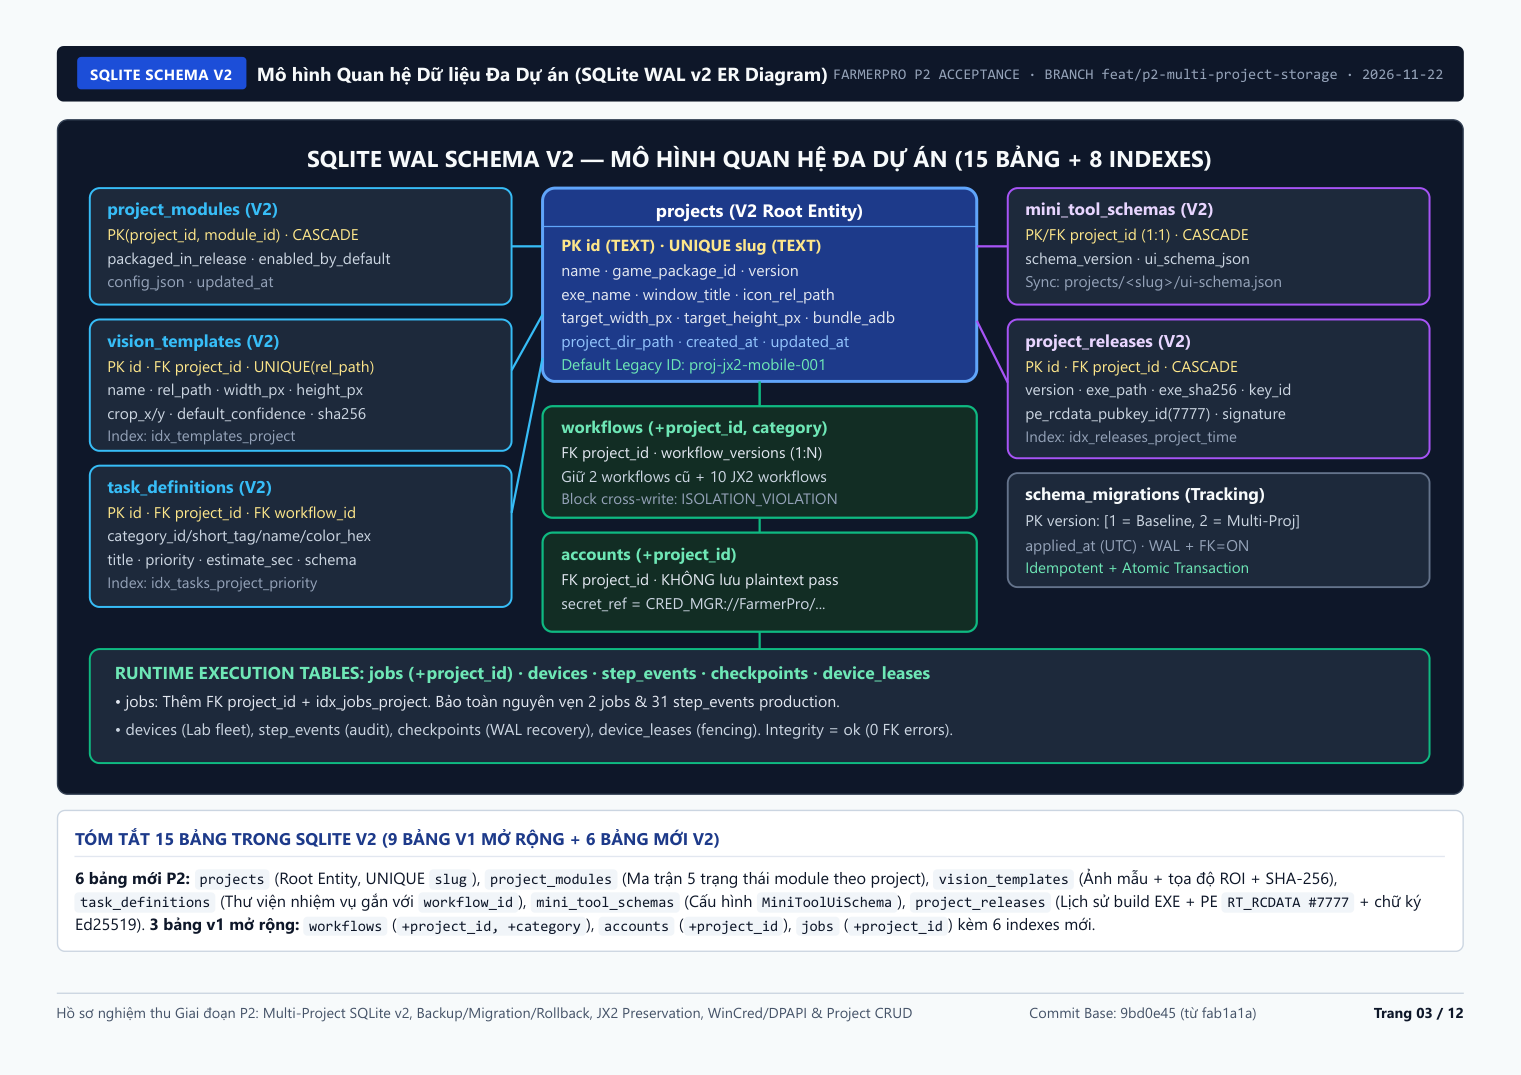 SQLITE SCHEMA V2
Mô hình Quan hệ Dữ liệu Đa Dự án (SQLite WAL v2 ER Diagram)
FARMERPRO P2 ACCEPTANCE · BRANCH feat/p2-multi-project-storage · 2026-11-22
SQLITE WAL SCHEMA V2 — MÔ HÌNH QUAN HỆ ĐA DỰ ÁN (15 BẢNG + 8 INDEXES)
project_modules (V2)
PK(project_id, module_id) · CASCADE
packaged_in_release · enabled_by_default
config_json · updated_at
vision_templates (V2)
PK id · FK project_id · UNIQUE(rel_path)
name · rel_path · width_px · height_px
crop_x/y · default_confidence · sha256
Index: idx_templates_project
task_definitions (V2)
PK id · FK project_id · FK workflow_id
category_id/short_tag/name/color_hex
title · priority · estimate_sec · schema
Index: idx_tasks_project_priority
projects (V2 Root Entity)
PK id (TEXT) · UNIQUE slug (TEXT)
name · game_package_id · version
exe_name · window_title · icon_rel_path
target_width_px · target_height_px · bundle_adb
project_dir_path · created_at · updated_at
Default Legacy ID: proj-jx2-mobile-001
workflows (+project_id, category)
FK project_id · workflow_versions (1:N)
Giữ 2 workflows cũ + 10 JX2 workflows
Block cross-write: ISOLATION_VIOLATION
accounts (+project_id)
FK project_id · KHÔNG lưu plaintext pass
secret_ref = CRED_MGR://FarmerPro/...
mini_tool_schemas (V2)
PK/FK project_id (1:1) · CASCADE
schema_version · ui_schema_json
Sync: projects/<slug>/ui-schema.json
project_releases (V2)
PK id · FK project_id · CASCADE
version · exe_path · exe_sha256 · key_id
pe_rcdata_pubkey_id(7777) · signature
Index: idx_releases_project_time
schema_migrations (Tracking)
PK version: [1 = Baseline, 2 = Multi-Proj]
applied_at (UTC) · WAL + FK=ON
Idempotent + Atomic Transaction
RUNTIME EXECUTION TABLES: jobs (+project_id) · devices · step_events · checkpoints · device_leases
• jobs: Thêm FK project_id + idx_jobs_project. Bảo toàn nguyên vẹn 2 jobs & 31 step_events production.
• devices (Lab fleet), step_events (audit), checkpoints (WAL recovery), device_leases (fencing). Integrity = ok (0 FK errors).
TÓM TẮT 15 BẢNG TRONG SQLITE V2 (9 BẢNG V1 MỞ RỘNG + 6 BẢNG MỚI V2)
6 bảng mới P2: projects (Root Entity, UNIQUE slug ), project_modules (Ma trận 5 trạng thái module theo project), vision_templates (Ảnh mẫu + tọa độ ROI + SHA-256),
task_definitions (Thư viện nhiệm vụ gắn với workflow_id ), mini_tool_schemas (Cấu hình MiniToolUiSchema ), project_releases (Lịch sử build EXE + PE RT_RCDATA #7777 + chữ ký
Ed25519). 3 bảng v1 mở rộng: workflows ( +project_id, +category ), accounts ( +project_id ), jobs ( +project_id ) kèm 6 indexes mới.
Hồ sơ nghiệm thu Giai đoạn P2: Multi-Project SQLite v2, Backup/Migration/Rollback, JX2 Preservation, WinCred/DPAPI & Project CRUD
Commit Base: 9bd0e45 (từ fab1a1a)
Trang 03 / 12